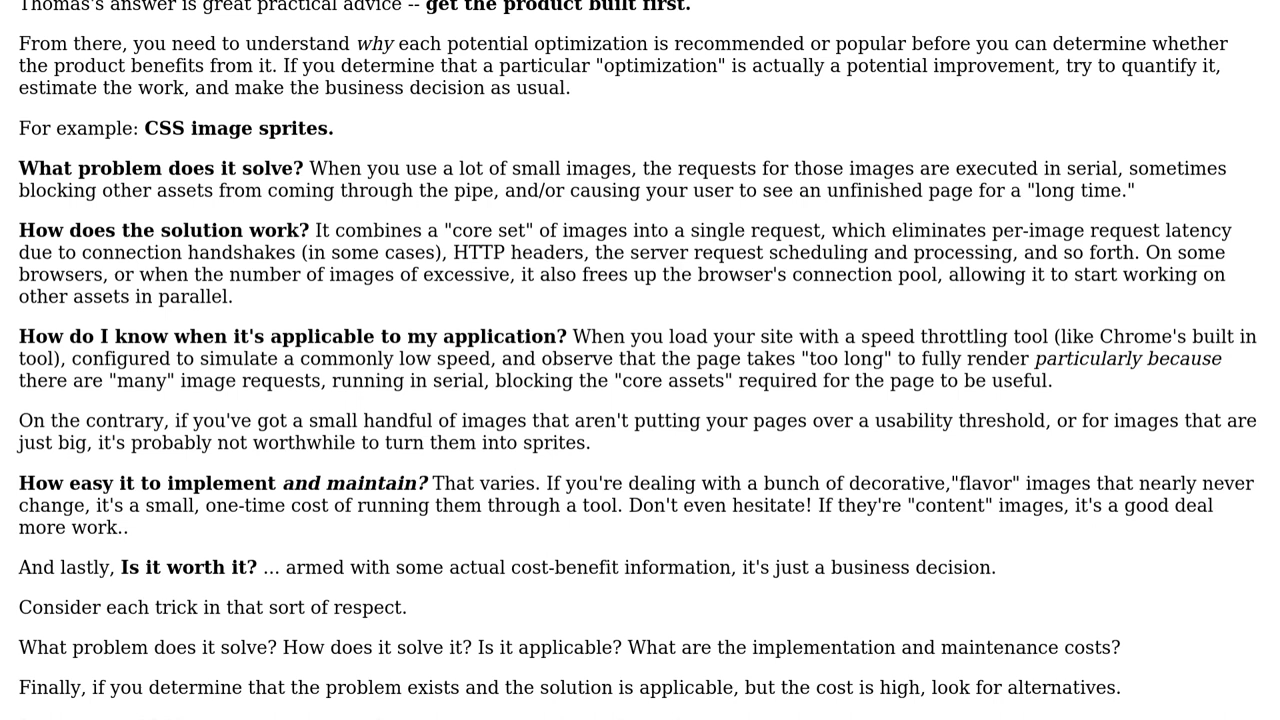 Thomas's answer is great practical advice -- get the product built first.
From there, you need to understand why each potential optimization is recommended or popular before you can determine whether
the product benefits from it. If you determine that a particular "optimization" is actually a potential improvement, try to quantify it,
estimate the work, and make the business decision as usual.
For example: CSS image sprites.
What problem does it solve? When you use a lot of small images, the requests for those images are executed in serial, sometimes
blocking other assets from coming through the pipe, and/or causing your user to see an unfinished page for a "long time."
How does the solution work? It combines a "core set" of images into a single request, which eliminates per-image request latency
due to connection handshakes (in some cases), HTTP headers, the server request scheduling and processing, and so forth. On some
browsers, or when the number of images of excessive, it also frees up the browser's connection pool, allowing it to start working on
other assets in parallel.
How do I know when it's applicable to my application? When you load your site with a speed throttling tool (like Chrome's built in
tool), configured to simulate a commonly low speed, and observe that the page takes "too long" to fully render particularly because
there are "many" image requests, running in serial, blocking the "core assets" required for the page to be useful.
On the contrary, if you've got a small handful of images that aren't putting your pages over a usability threshold, or for images that are
just big, it's probably not worthwhile to turn them into sprites.
How easy it to implement and maintain? That varies. If you're dealing with a bunch of decorative,"flavor" images that nearly never
change, it's a small, one-time cost of running them through a tool. Don't even hesitate! If they're "content" images, it's a good deal
more work..
And lastly, Is it worth it? ... armed with some actual cost-benefit information, it's just a business decision.
Consider each trick in that sort of respect.
What problem does it solve? How does it solve it? Is it applicable? What are the implementation and maintenance costs?
Finally, if you determine that the problem exists and the solution is applicable, but the cost is high, look for alternatives.